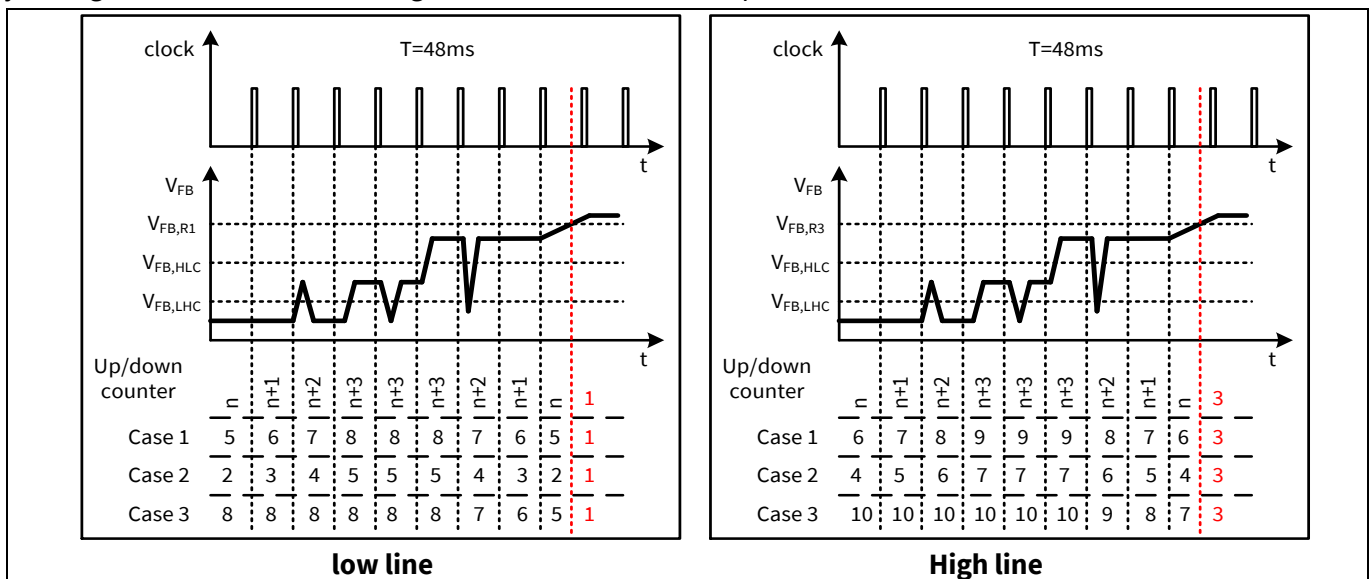 clock
T=48ms
t
VFB
VFB,R1
VFB,HLC
VFB,LHC
t
Up/down
counter
n n+1 n+2 n+3 n+3 n+3 n+2 n+1 n 1
Case 1 5 6 7 8 8 8 7 6 5 1
Case 2 2 3 4 5 5 5 4 3 2 1
Case 3 8 8 8 8 8 8 7 6 5 1
low line
clock
T=48ms
t
VFB
VFB,R3
VFB,HLC
VFB,LHC
t
Up/down
counter
n n+1 n+2 n+3 n+3 n+3 n+2 n+1 n 3
Case 1 6 7 8 9 9 9 8 7 6 3
Case 2 4 5 6 7 7 7 6 5 4 3
Case 3 10 10 10 10 10 10 9 8 7 3
High line